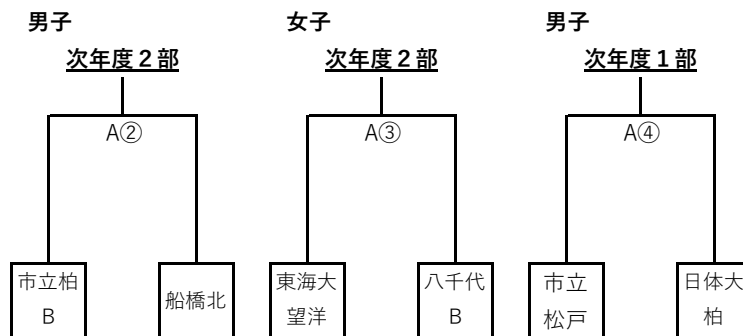 男子
次年度２部
A②
市立柏
B
船橋北
女子
次年度２部
A③
東海大
望洋
八千代
B
男子
次年度１部
A④
市立
松戸
日体大
柏